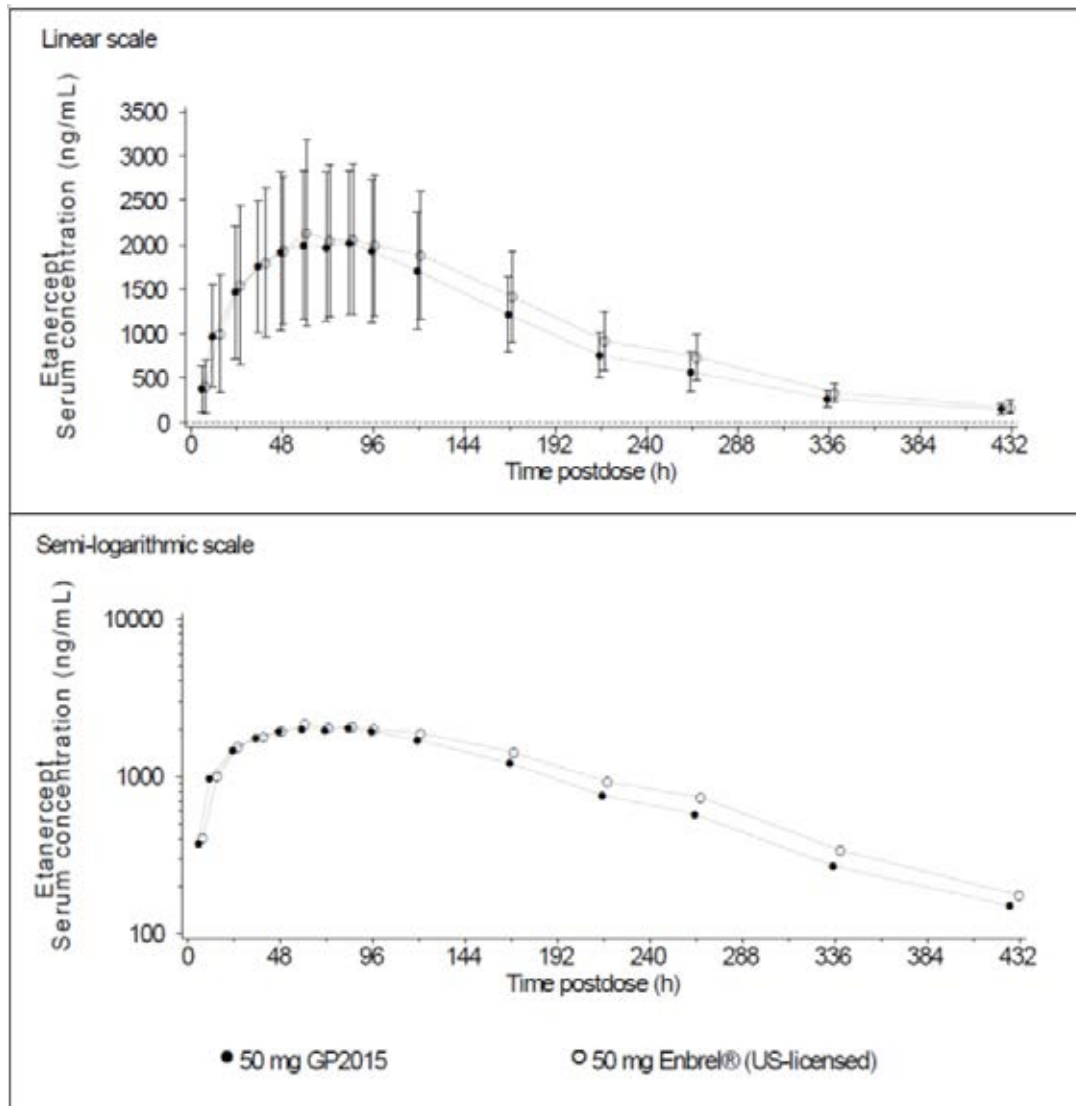 Linear scale
Etanercept
Serum concentration (ng/mL)
3500
3000
2500
2000
1500
1000
500
0
0 48 96 144 192 240 288 336 384 432
Time postdose (h)
Semi-logarithmic scale
Etanercept
Serum concentration (ng/mL)
10000
1000
100
0 48 96 144 192 240 288 336 384 432
Time postdose (h)
50 mg GP2015 50 mg Enbrel® (US-licensed)